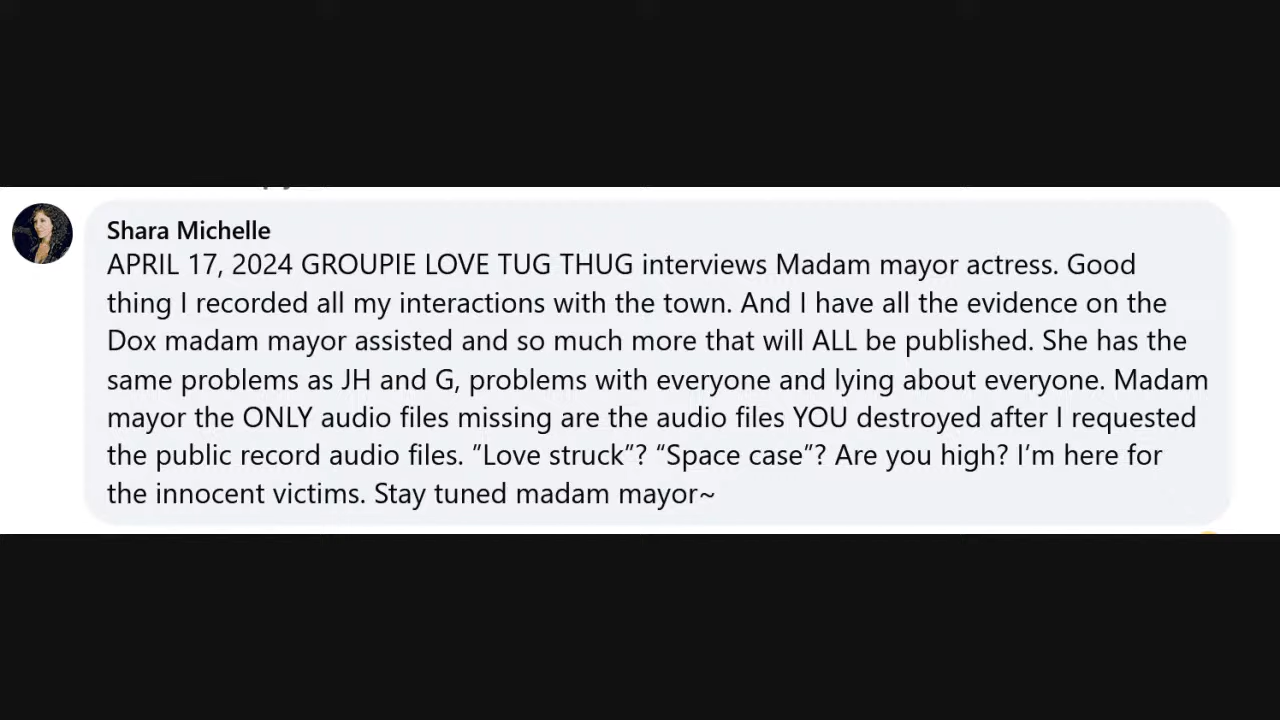 Shara Michelle
APRIL 17, 2024 GROUPIE LOVE TUG THUG interviews Madam mayor actress. Good
thing I recorded all my interactions with the town. And I have all the evidence on the
Dox madam mayor assisted and so much more that will ALL be published. She has the
same problems as JH and G, problems with everyone and lying about everyone. Madam
mayor the ONLY audio files missing are the audio files YOU destroyed after I requested
the public record audio files. ”Love struck”? “Space case”? Are you high? I’m here for
the innocent victims. Stay tuned madam mayor~